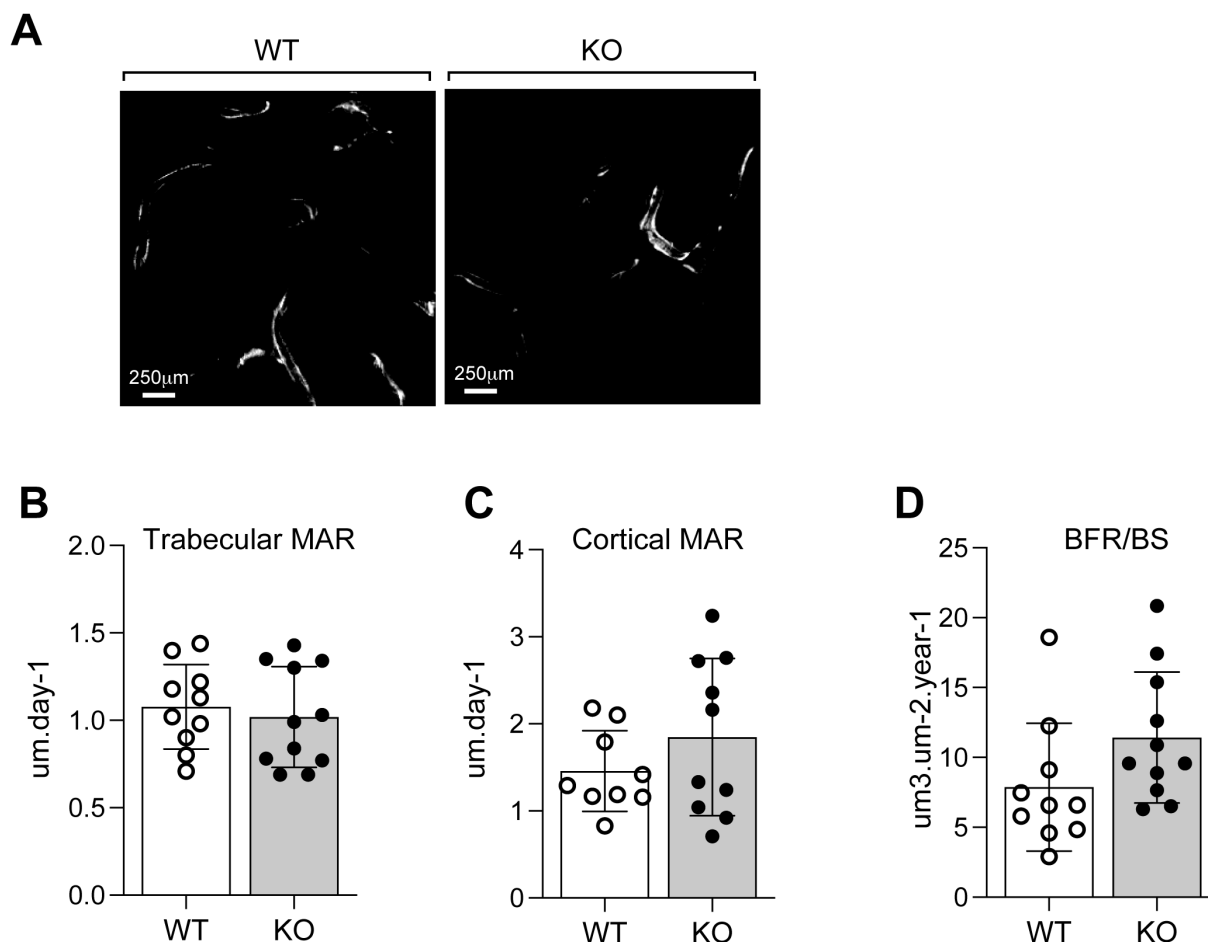 A
WT
KO
250μm
250μm
B
Trabecular MAR
um.day-1
2.0
1.5
1.0
0.5
0.0
WT
KO
C
Cortical MAR
um.day-1
4
3
2
1
0
WT
KO
D
BFR/BS
um3.um-2.year-1
25
20
15
10
5
0
WT
KO